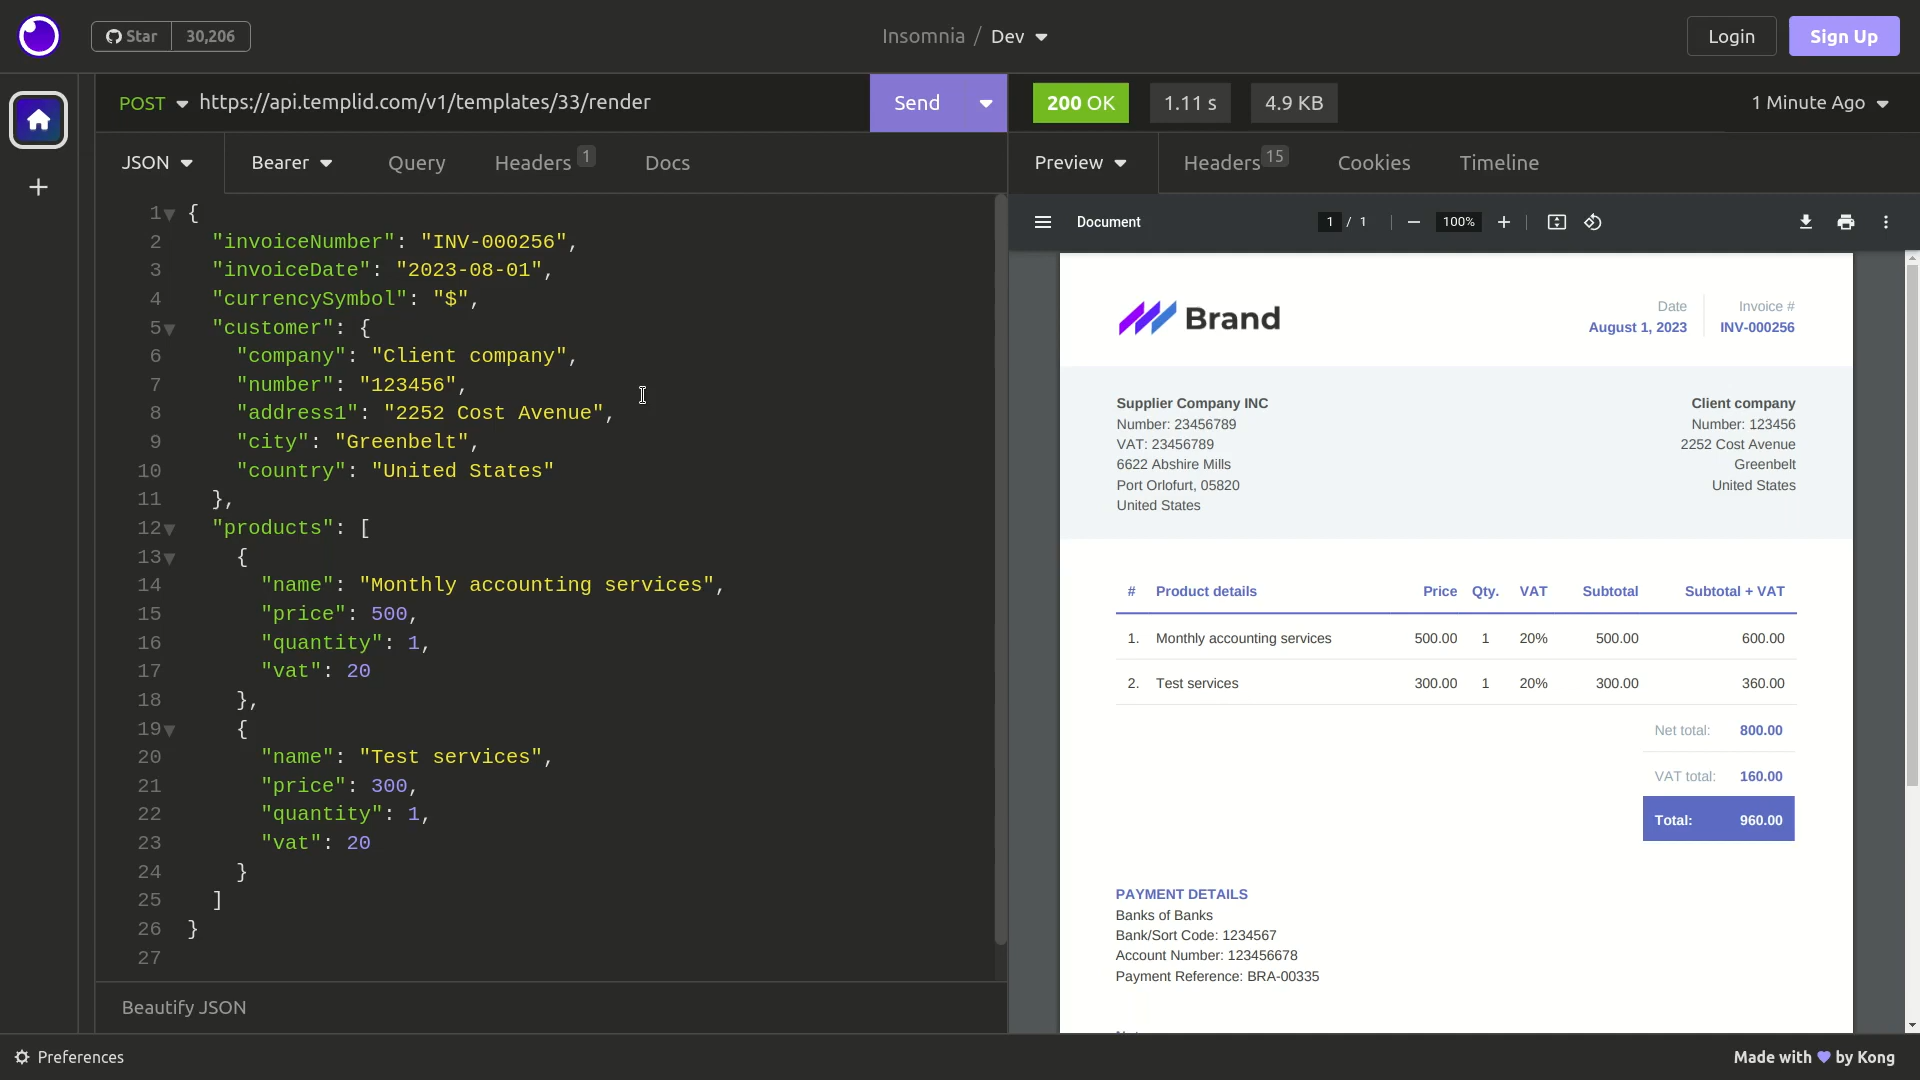 Star 30,206
Insomnia / Dev
Login
Sign Up
POST https://api.templid.com/v1/templates/33/render
Send
200 OK
1.11 s
4.9 KB
1 Minute Ago
JSON
Bearer
Query
Headers 1
Docs
Preview
Headers 15
Cookies
Timeline
1 {
2 "invoiceNumber": "INV-000256",
3 "invoiceDate": "2023-08-01",
4 "currencySymbol": "$",
5 "customer": {
6 "company": "Client company",
7 "number": "123456",
8 "address1": "2252 Cost Avenue",
9 "city": "Greenbelt",
10 "country": "United States"
11 },
12 "products": [
13 {
14 "name": "Monthly accounting services",
15 "price": 500,
16 "quantity": 1,
17 "vat": 20
18 },
19 {
20 "name": "Test services",
21 "price": 300,
22 "quantity": 1,
23 "vat": 20
24 }
25 ]
26 }
27
Beautify JSON
Document
1 / 1
100%
Brand
Date
August 1, 2023
Invoice #
INV-000256
Supplier Company INC
Number: 23456789
VAT: 23456789
6622 Abshire Mills
Port Orlofurt, 05820
United States
Client company
Number: 123456
2252 Cost Avenue
Greenbelt
United States
# Product details Price Qty. VAT Subtotal Subtotal + VAT
1. Monthly accounting services 500.00 1 20% 500.00 600.00
2. Test services 300.00 1 20% 300.00 360.00
Net total: 800.00
VAT total: 160.00
Total: 960.00
PAYMENT DETAILS
Banks of Banks
Bank/Sort Code: 1234567
Account Number: 123456678
Payment Reference: BRA-00335
Preferences
Made with 💜 by Kong